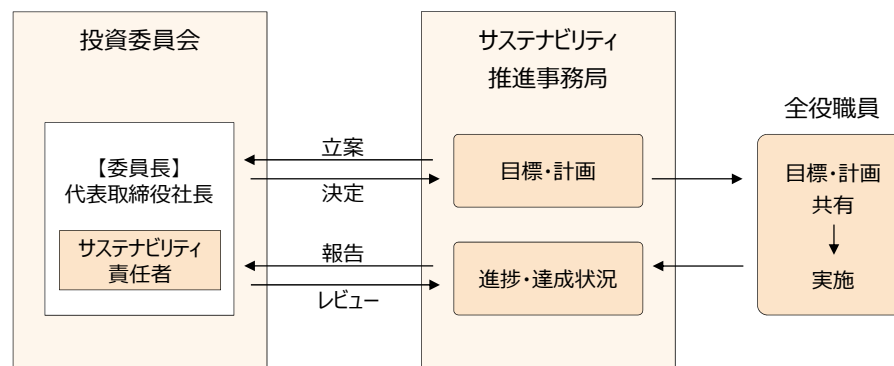 投資委員会
【委員長】
代表取締役社長
サステナビリティ
責任者
立案
決定
報告
レビュー
サステナビリティ
推進事務局
目標・計画
進捗・達成状況
全役職員
目標・計画
共有
実施